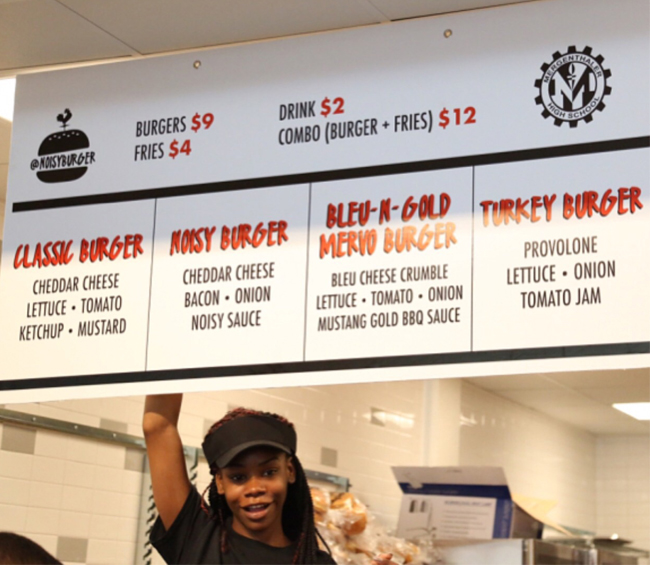 @NOISYBURGER
BURGERS $9
FRIES $4
DRINK $2
COMBO (BURGER + FRIES) $12
MERGENTHALER
M
HIGH SCHOOL
CLASSIC BURGER
CHEDDAR CHEESE
LETTUCE • TOMATO
KETCHUP • MUSTARD
NOISY BURGER
CHEDDAR CHEESE
BACON • ONION
NOISY SAUCE
BLEU-N-GOLD
MERVO BURGER
BLEU CHEESE CRUMBLE
LETTUCE • TOMATO • ONION
MUSTANG GOLD BBQ SAUCE
TURKEY BURGER
PROVOLONE
LETTUCE • ONION
TOMATO JAM